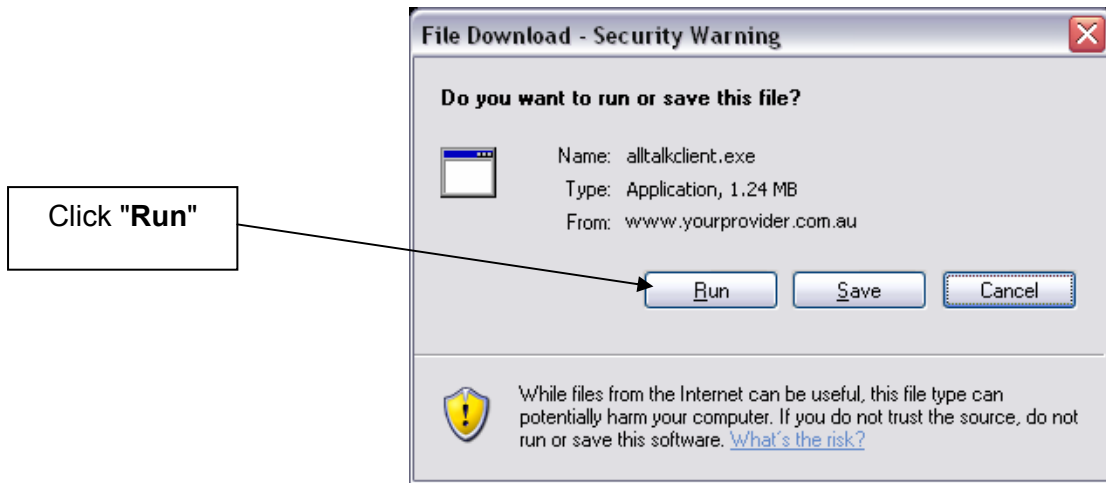 File Download - Security Warning
Do you want to run or save this file?
Name: alltalkclient.exe
Type: Application, 1.24 MB
From: www.yourprovider.com.au
Click "Run"
Run Save Cancel
While files from the Internet can be useful, this file type can
potentially harm your computer. If you do not trust the source, do not
run or save this software. What's the risk?